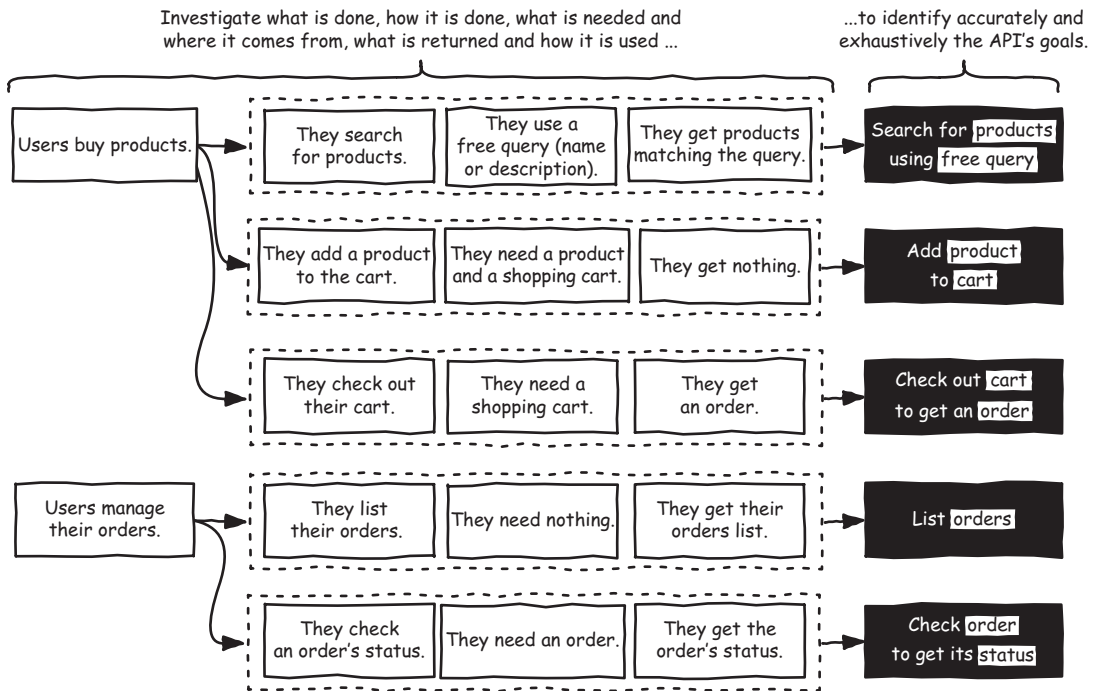 Investigate what is done, how it is done, what is needed and
where it comes from, what is returned and how it is used ...
...to identify accurately and
exhaustively the API's goals.
Users buy products.
They search
for products.
They use a
free query (name
or description).
They get products
matching the query.
Search for products
using free query
They add a product
to the cart.
They need a product
and a shopping cart.
They get nothing.
Add product
to cart
They check out
their cart.
They need a
shopping cart.
They get
an order.
Check out cart
to get an order
Users manage
their orders.
They list
their orders.
They need nothing.
They get their
orders list.
List orders
They check
an order's status.
They need an order.
They get the
order's status.
Check order
to get its status